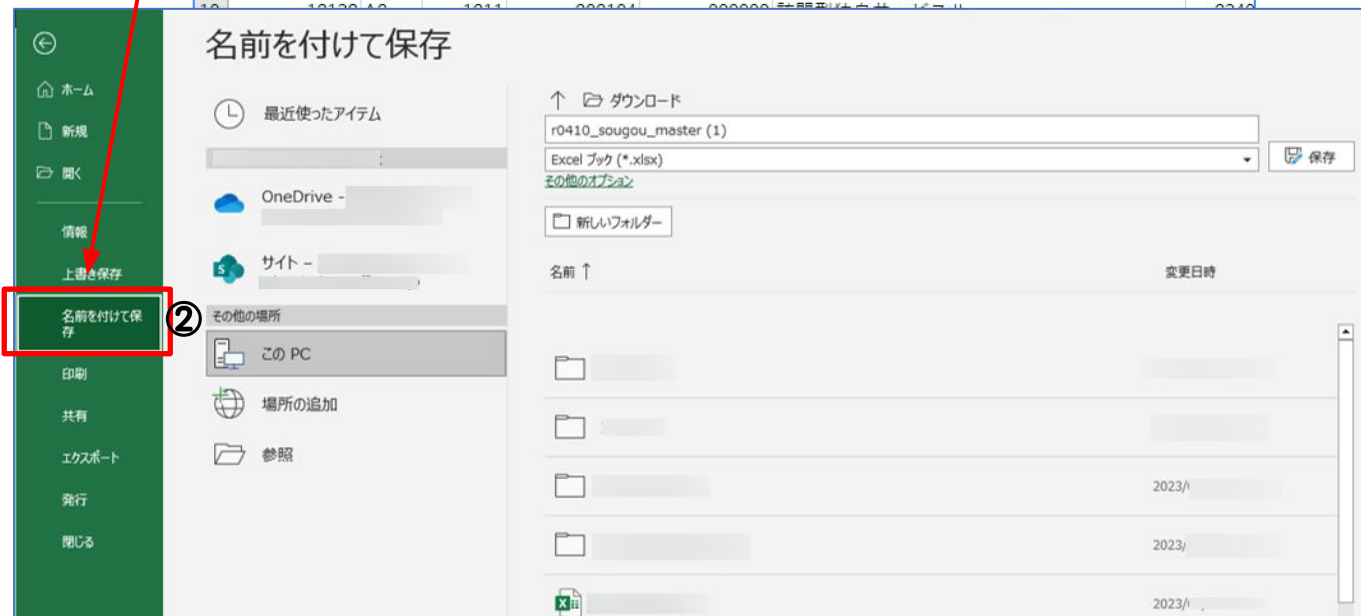 名前を付けて保存
ホーム
新規
開く
情報
上書き保存
名前を付けて保
存
②
印刷
共有
エクスポート
発行
閉じる
最近使ったアイテム
OneDrive -
サイト -
その他の場所
この PC
場所の追加
参照
↑ ダウンロード
r0410_sougou_master (1)
Excel ブック (*.xlsx)
保存
その他のオプション
新しいフォルダー
名前 ↑ 変更日時
2023/
2023/
2023/